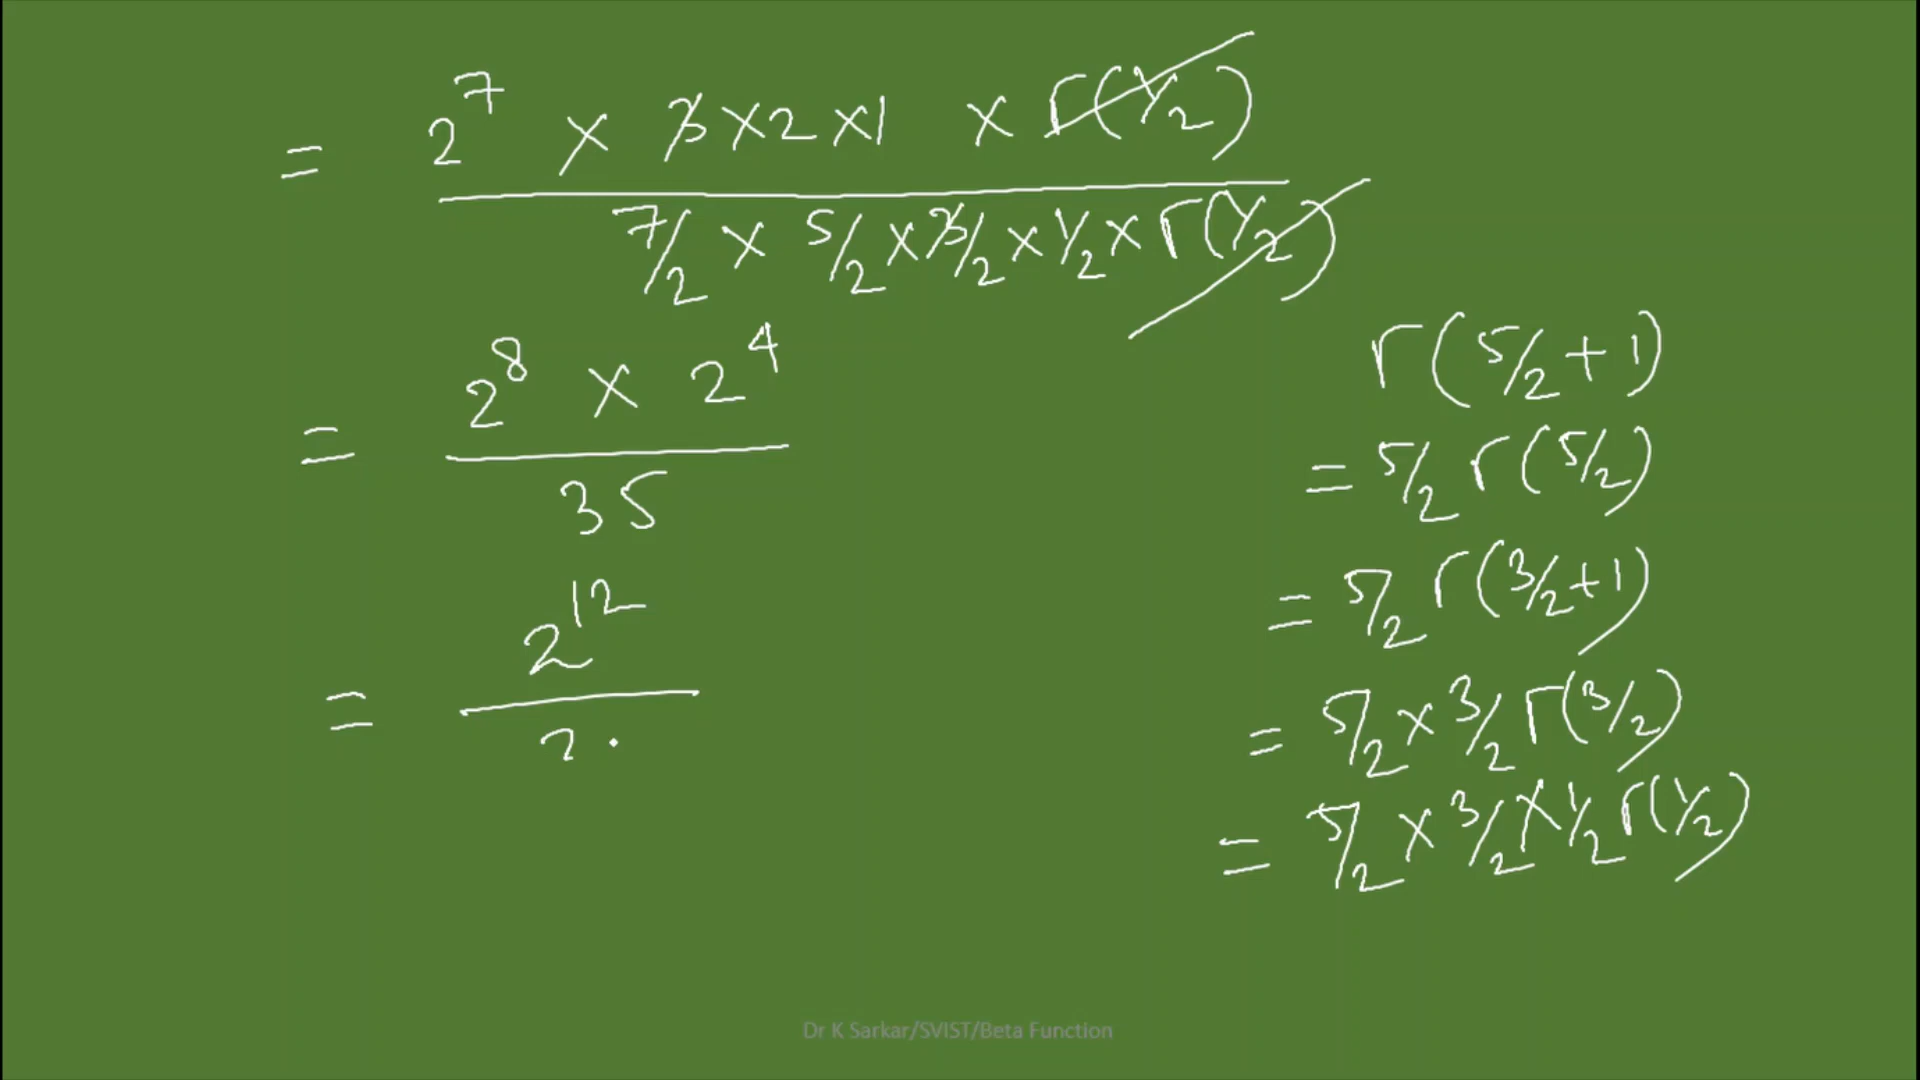 = 2^7 × 3×2×1 × Γ(1/2)
7/2 × 5/2 × 3/2 × 1/2 × Γ(1/2)
= 2^8 × 2^4
35
= 2^12
3.
Γ(5/2+1)
= 5/2 Γ(5/2)
= 5/2 Γ(3/2+1)
= 5/2 × 3/2 Γ(3/2)
= 5/2 × 3/2 × 1/2 Γ(1/2)
Dr K Sarkar/SVIST/Beta Function